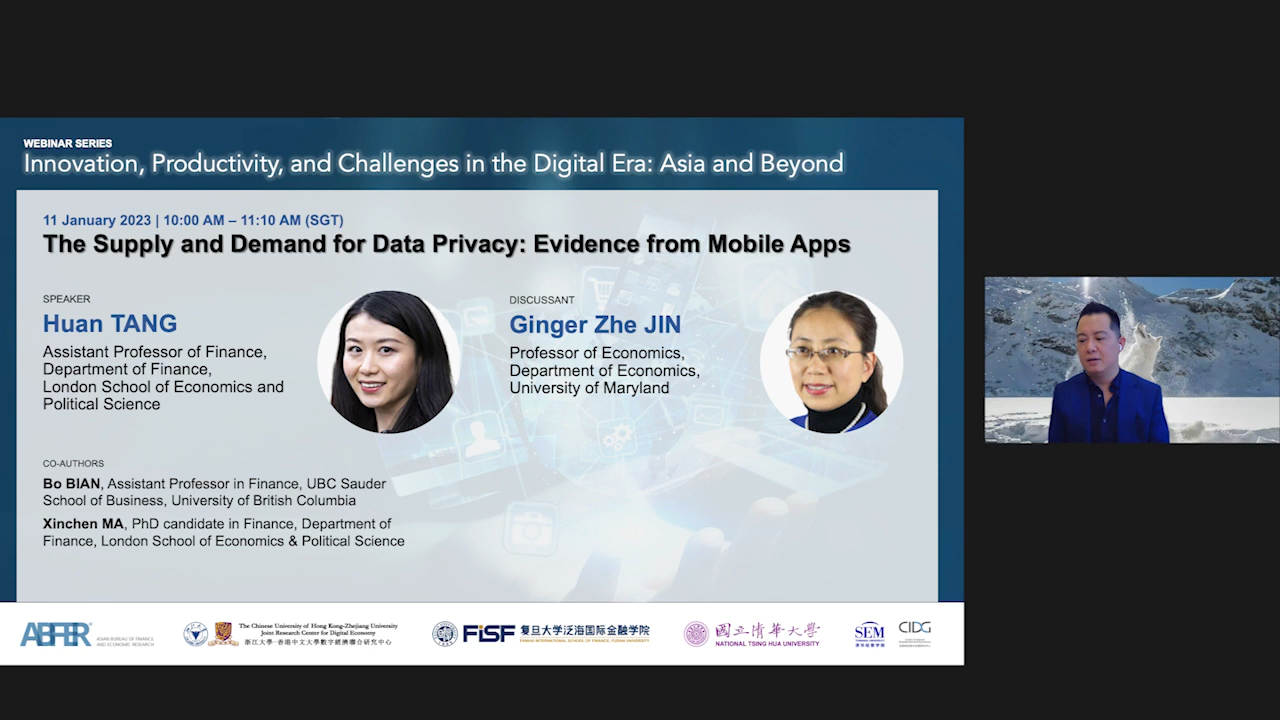 WEBINAR SERIES
Innovation, Productivity, and Challenges in the Digital Era: Asia and Beyond
11 January 2023 | 10:00 AM – 11:10 AM (SGT)
The Supply and Demand for Data Privacy: Evidence from Mobile Apps
SPEAKER
Huan TANG
Assistant Professor of Finance,
Department of Finance,
London School of Economics and
Political Science
DISCUSSANT
Ginger Zhe JIN
Professor of Economics,
Department of Economics,
University of Maryland
CO-AUTHORS
Bo BIAN, Assistant Professor in Finance, UBC Sauder
School of Business, University of British Columbia
Xinchen MA, PhD candidate in Finance, Department of
Finance, London School of Economics & Political Science
ABFER
ASIAN BUREAU OF FINANCE
AND ECONOMIC RESEARCH
The Chinese University of Hong Kong-Zhejiang University
Joint Research Center for Digital Economy
浙江大學－香港中文大學數字經濟聯合研究中心
FISF 复旦大学泛海国际金融学院
FANHAI INTERNATIONAL SCHOOL OF FINANCE, FUDAN UNIVERSITY
國立清華大學
NATIONAL TSING HUA UNIVERSITY
SEM
CIDG